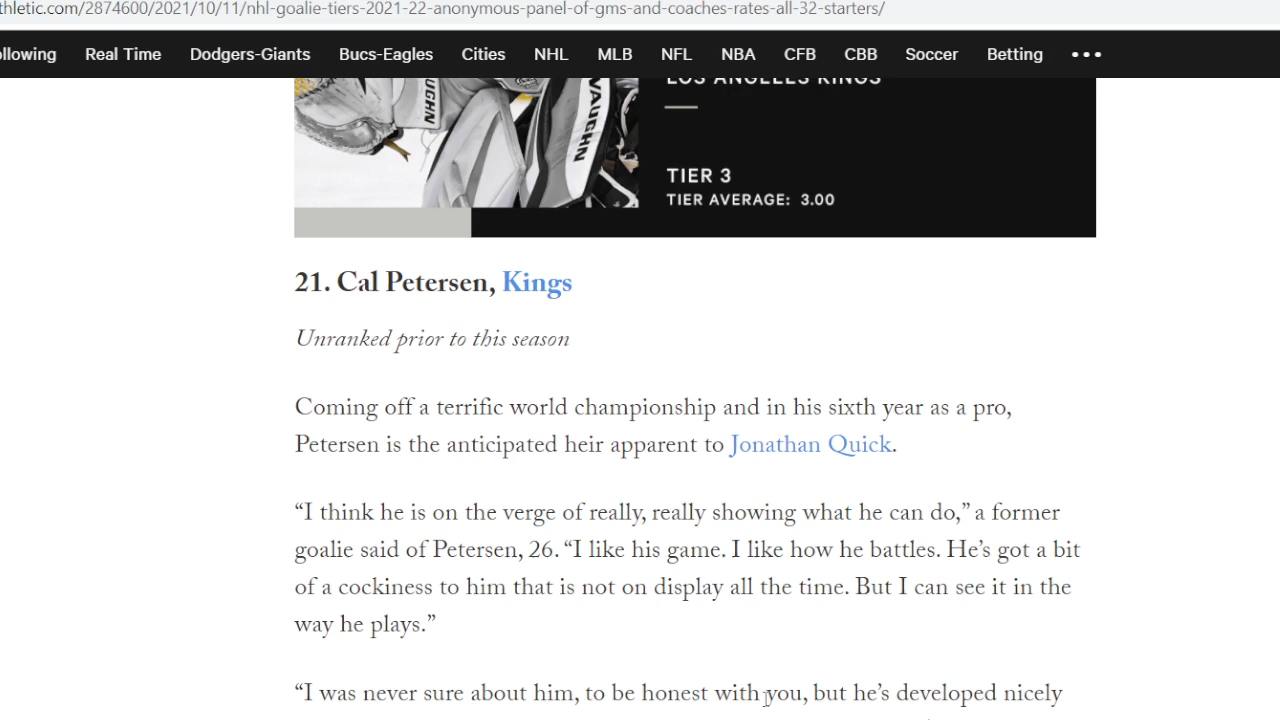 thletic.com/2874600/2021/10/11/nhl-goalie-tiers-2021-22-anonymous-panel-of-gms-and-coaches-rates-all-32-starters/
ollowing Real Time Dodgers-Giants Bucs-Eagles Cities NHL MLB NFL NBA CFB CBB Soccer Betting •••
LOS ANGELES KINGS
VAUGHN
UGHN
TIER 3
TIER AVERAGE: 3.00
21. Cal Petersen, Kings
Unranked prior to this season
Coming off a terrific world championship and in his sixth year as a pro,
Petersen is the anticipated heir apparent to Jonathan Quick.
“I think he is on the verge of really, really showing what he can do,” a former
goalie said of Petersen, 26. “I like his game. I like how he battles. He’s got a bit
of a cockiness to him that is not on display all the time. But I can see it in the
way he plays.”
“I was never sure about him, to be honest with you, but he’s developed nicely